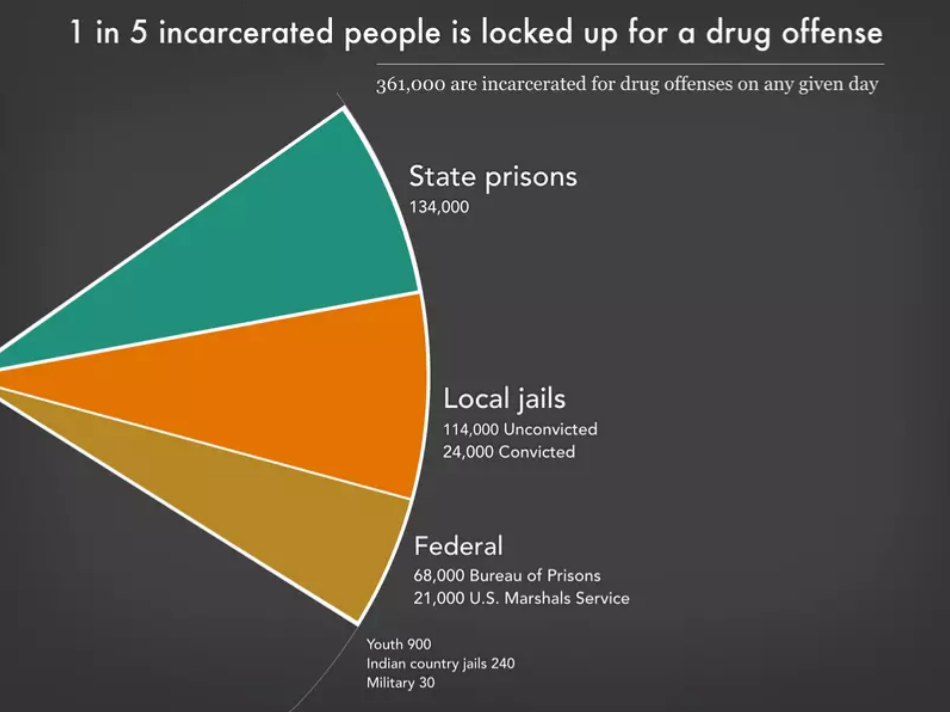 1 in 5 incarcerated people is locked up for a drug offense
361,000 are incarcerated for drug offenses on any given day
State prisons
134,000
Local jails
114,000 Unconvicted
24,000 Convicted
Federal
68,000 Bureau of Prisons
21,000 U.S. Marshals Service
Youth 900
Indian country jails 240
Military 30